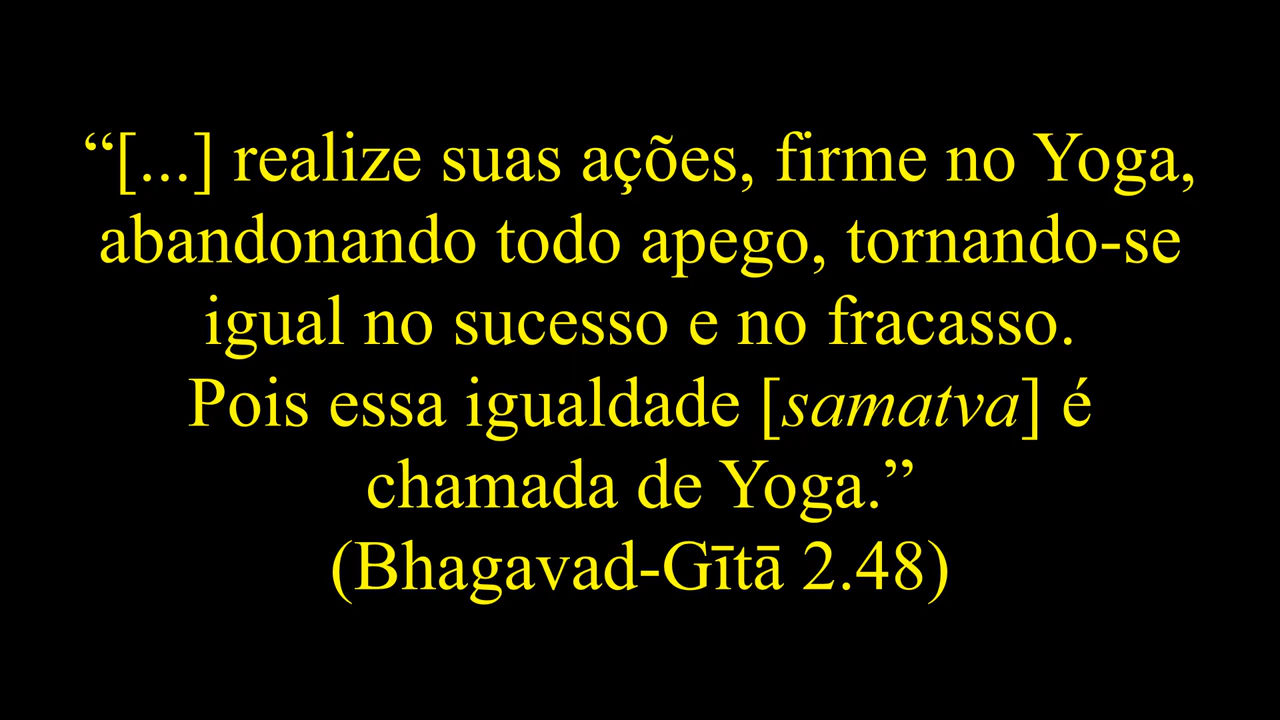 “[...] realize suas ações, firme no Yoga,
abandonando todo apego, tornando-se
igual no sucesso e no fracasso.
Pois essa igualdade [samatva] é
chamada de Yoga.”
(Bhagavad-Gītā 2.48)